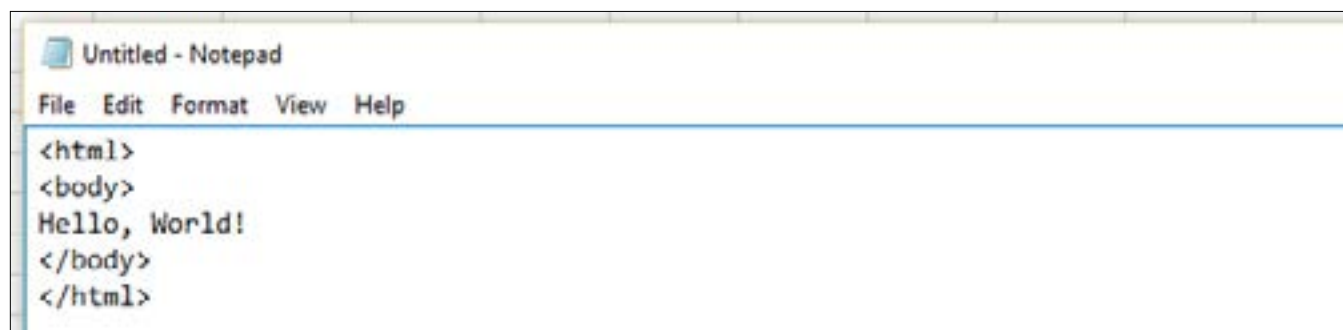 Untitled - Notepad
File Edit Format View Help
<html>
<body>
Hello, World!
</body>
</html>